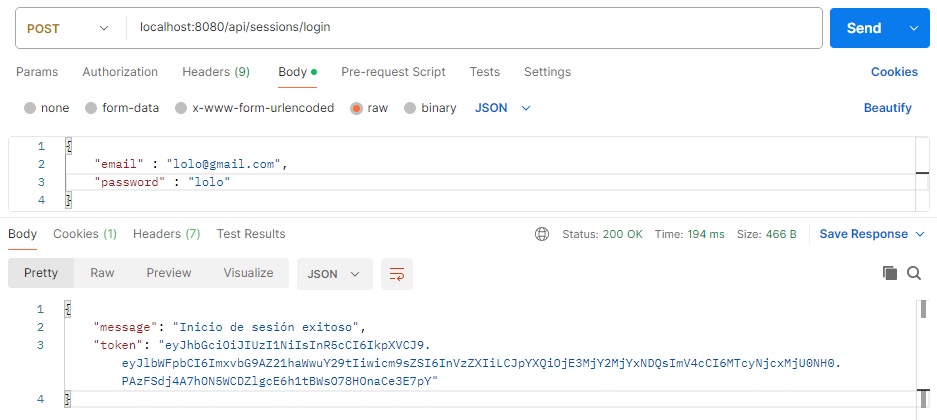 POST localhost:8080/api/sessions/login Send
Params Authorization Headers (9) Body Pre-request Script Tests Settings Cookies
none form-data x-www-form-urlencoded raw binary JSON Beautify
1 {
2 "email" : "lolo@gmail.com",
3 "password" : "lolo"
4 }
Body Cookies (1) Headers (7) Test Results Status: 200 OK Time: 194 ms Size: 466 B Save Response
Pretty Raw Preview Visualize JSON
1 {
2 "message": "Inicio de sesión exitoso",
3 "token": "eyJhbGciOiJIUzI1NiIsInR5cCI6IkpXVCJ9.
eyJlbWFpbCI6ImxvbG9AZ21haWwuY29tIiwicm9sZSI6InVzZXIiLCJpYXQiOjE3MjY2MjYxNDQsImV4cCI6MTcyNjcxMjU0NH0.
PAzFSdj4A7hON5WCDZlgcE6h1tBWsO78HOnaCe3E7pY"
4 }